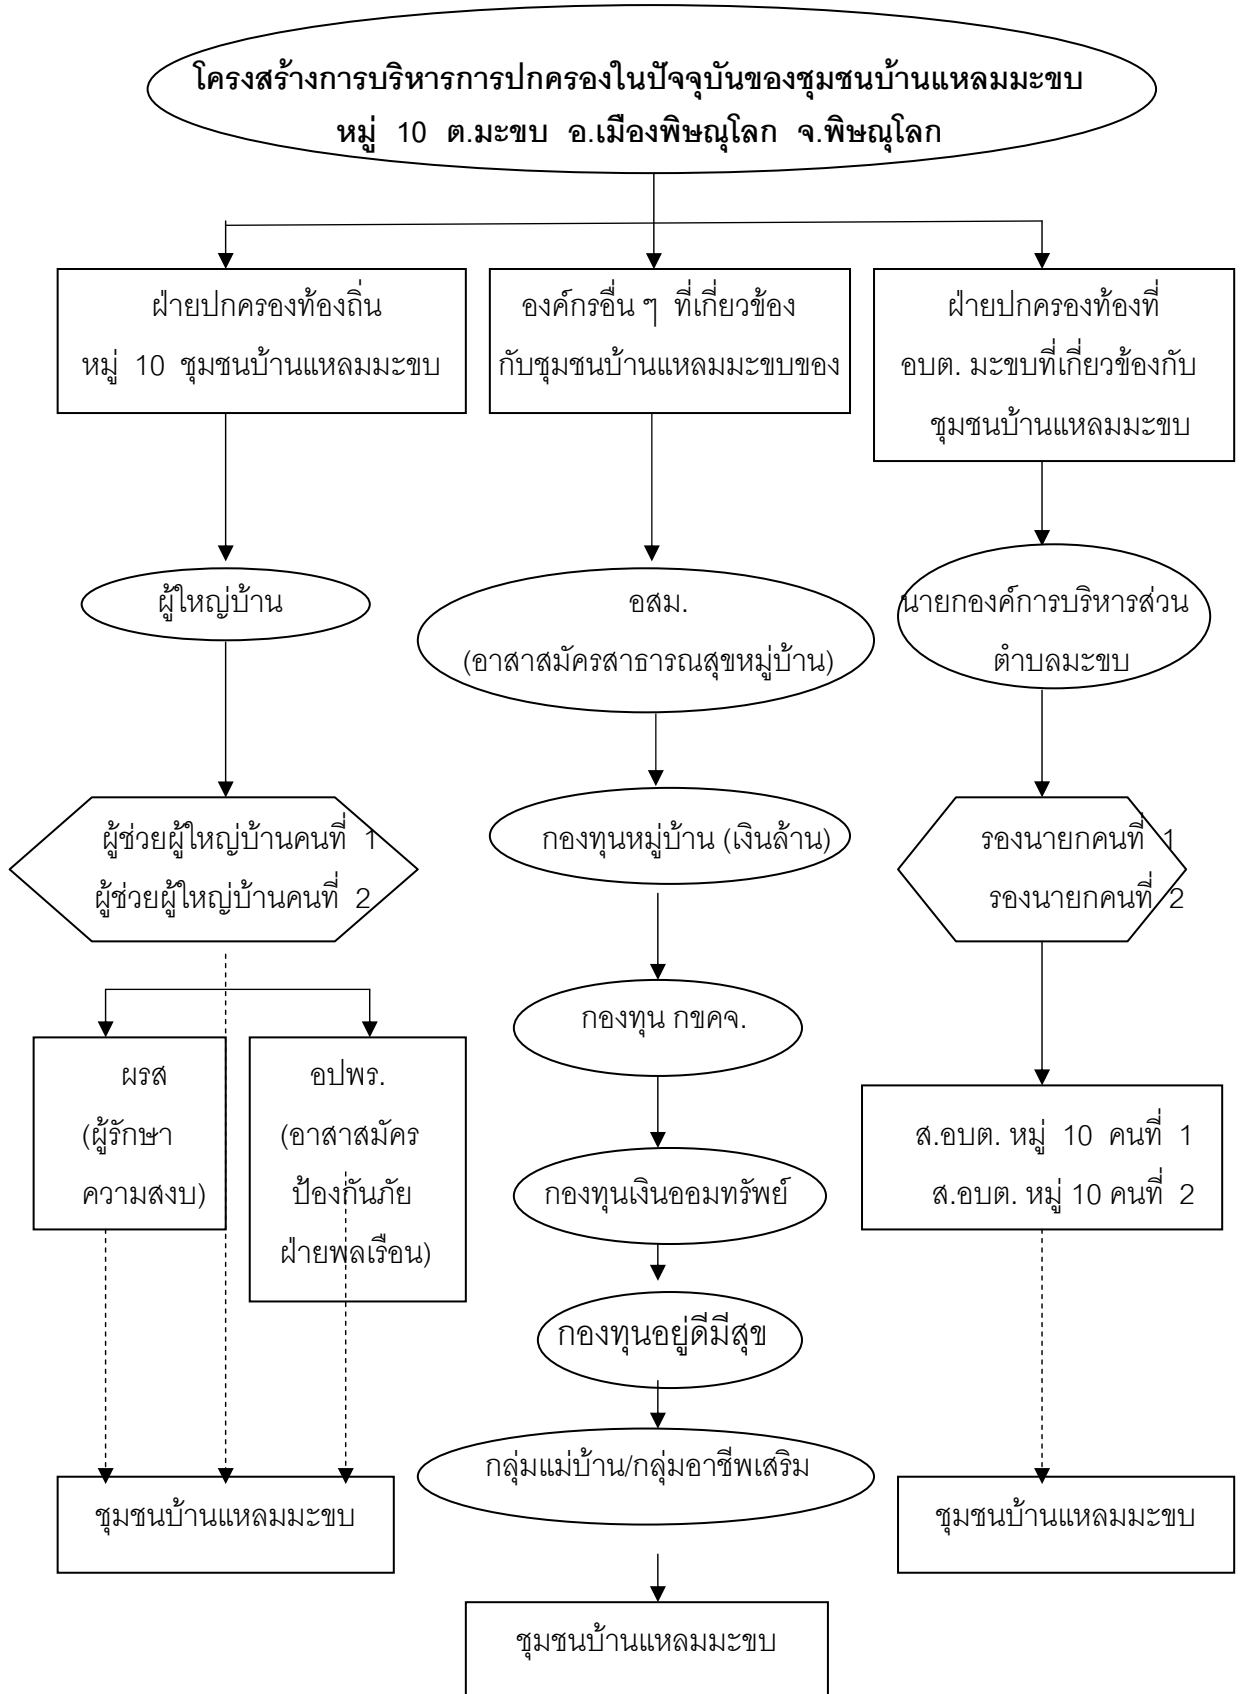 โครงสร้างการบริหารการปกครองในปัจจุบันของชุมชนบ้านแหลมมะขบ
หมู่ 10 ต.มะขบ อ.เมืองพิษณุโลก จ.พิษณุโลก
ฝ่ายปกครองท้องถิ่น
หมู่ 10 ชุมชนบ้านแหลมมะขบ
องค์กรอื่น ๆ ที่เกี่ยวข้อง
กับชุมชนบ้านแหลมมะขบของ
ฝ่ายปกครองท้องที่
อบต. มะขบที่เกี่ยวข้องกับ
ชุมชนบ้านแหลมมะขบ
ผู้ใหญ่บ้าน
อสม.
(อาสาสมัครสาธารณสุขหมู่บ้าน)
นายกองค์การบริหารส่วน
ตำบลมะขบ
ผู้ช่วยผู้ใหญ่บ้านคนที่ 1
ผู้ช่วยผู้ใหญ่บ้านคนที่ 2
กองทุนหมู่บ้าน (เงินล้าน)
รองนายกคนที่ 1
รองนายกคนที่ 2
กองทุน กขคจ.
ผรส
(ผู้รักษา
ความสงบ)
อปพร.
(อาสาสมัคร
ป้องกันภัย
ฝ่ายพลเรือน)
กองทุนเงินออมทรัพย์
ส.อบต. หมู่ 10 คนที่ 1
ส.อบต. หมู่ 10 คนที่ 2
กองทุนอยู่ดีมีสุข
กลุ่มแม่บ้าน/กลุ่มอาชีพเสริม
ชุมชนบ้านแหลมมะขบ
ชุมชนบ้านแหลมมะขบ
ชุมชนบ้านแหลมมะขบ